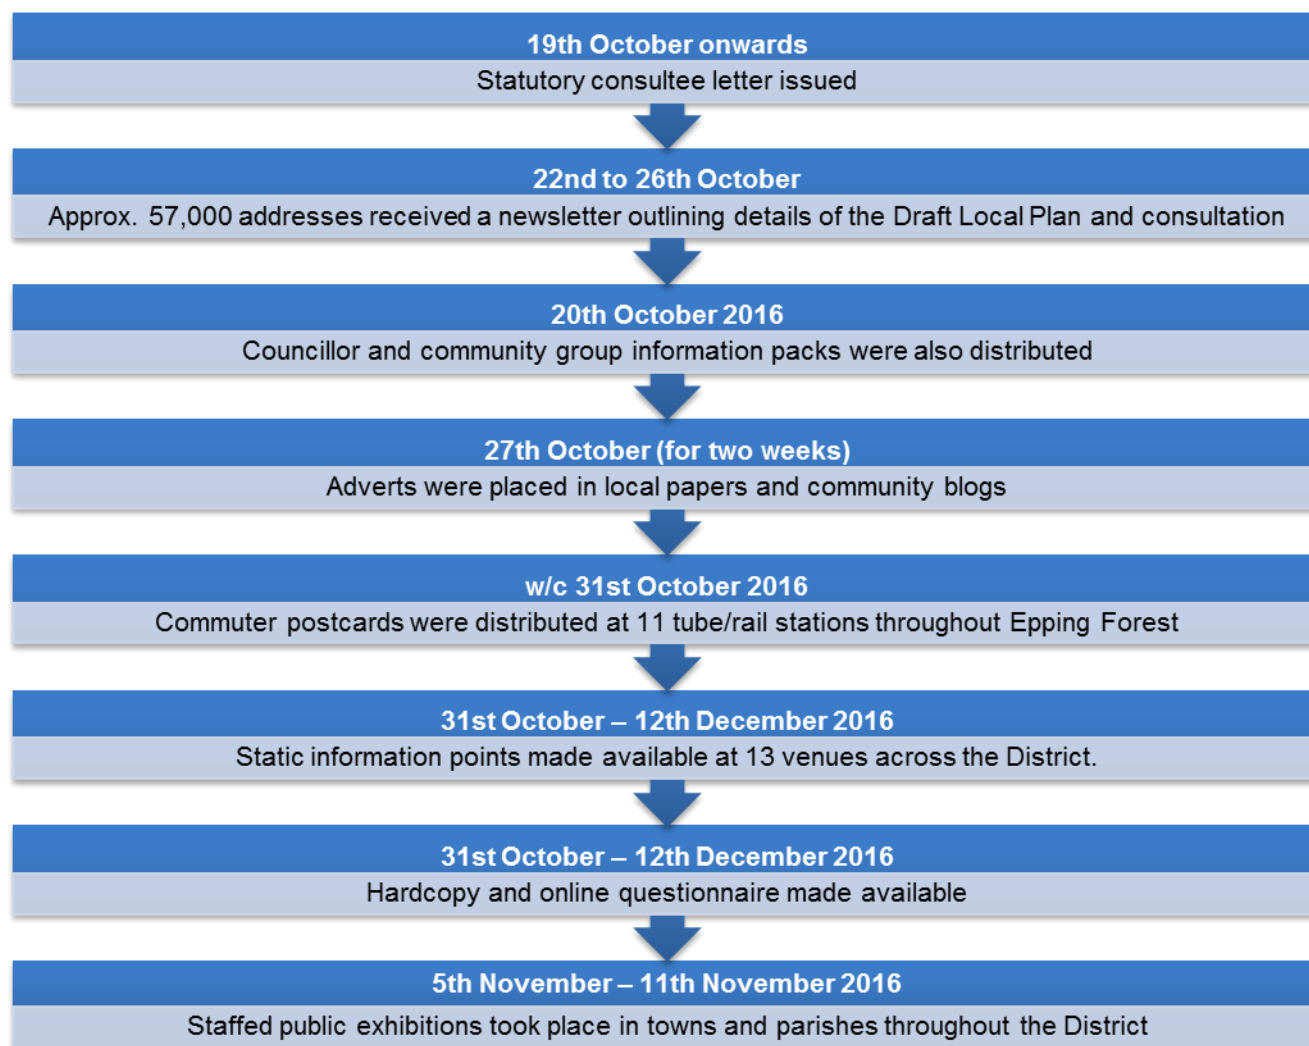 19th October onwards
Statutory consultee letter issued
22nd to 26th October
Approx. 57,000 addresses received a newsletter outlining details of the Draft Local Plan and consultation
20th October 2016
Councillor and community group information packs were also distributed
27th October (for two weeks)
Adverts were placed in local papers and community blogs
w/c 31st October 2016
Commuter postcards were distributed at 11 tube/rail stations throughout Epping Forest
31st October – 12th December 2016
Static information points made available at 13 venues across the District.
31st October – 12th December 2016
Hardcopy and online questionnaire made available
5th November – 11th November 2016
Staffed public exhibitions took place in towns and parishes throughout the District